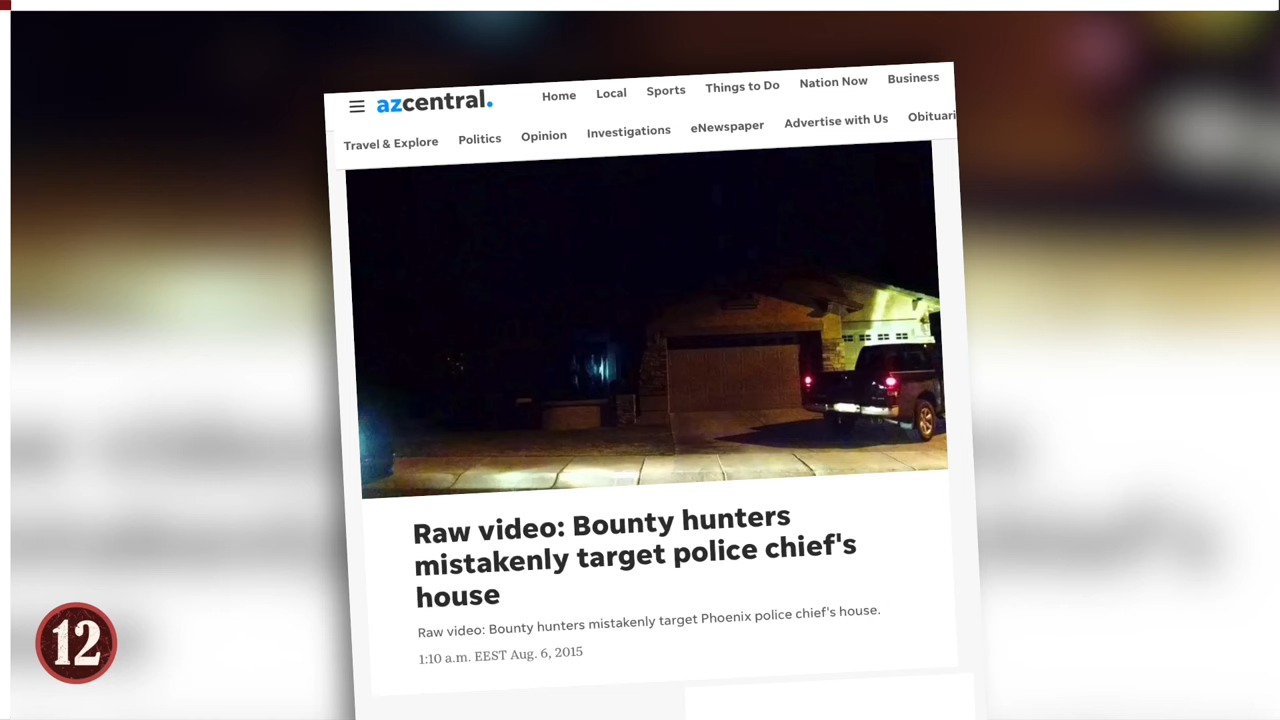 azcentral.
Home Local Sports Things to Do Nation Now Business
Travel & Explore Politics Opinion Investigations eNewspaper Advertise with Us Obituari
Raw video: Bounty hunters
mistakenly target police chief's
house
Raw video: Bounty hunters mistakenly target Phoenix police chief's house.
1:10 a.m. EEST Aug. 6, 2015
12